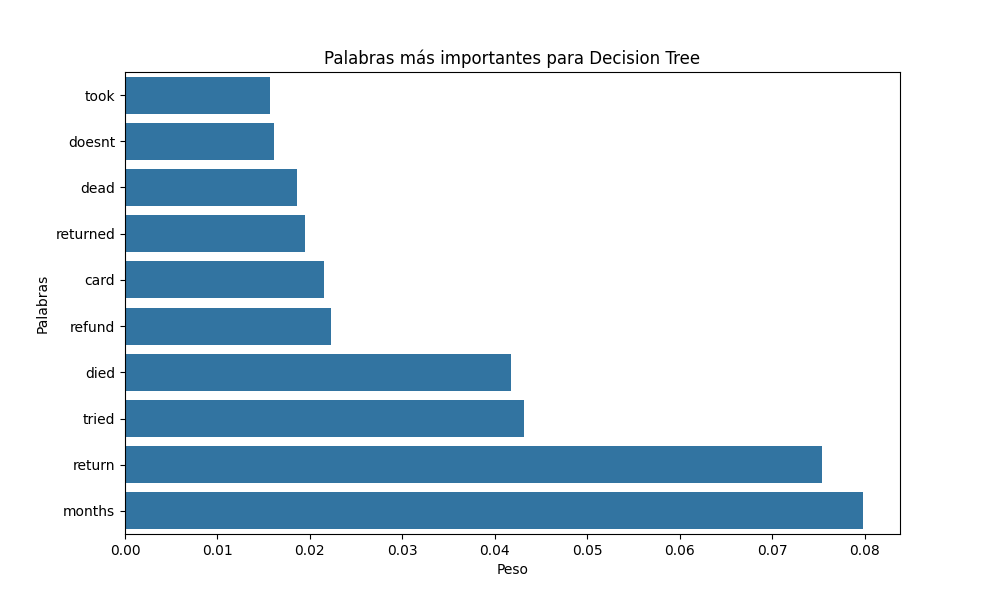 Palabras más importantes para Decision Tree
took
doesnt
dead
returned
card
refund
died
tried
return
months
Palabras
0.00 0.01 0.02 0.03 0.04 0.05 0.06 0.07 0.08
Peso